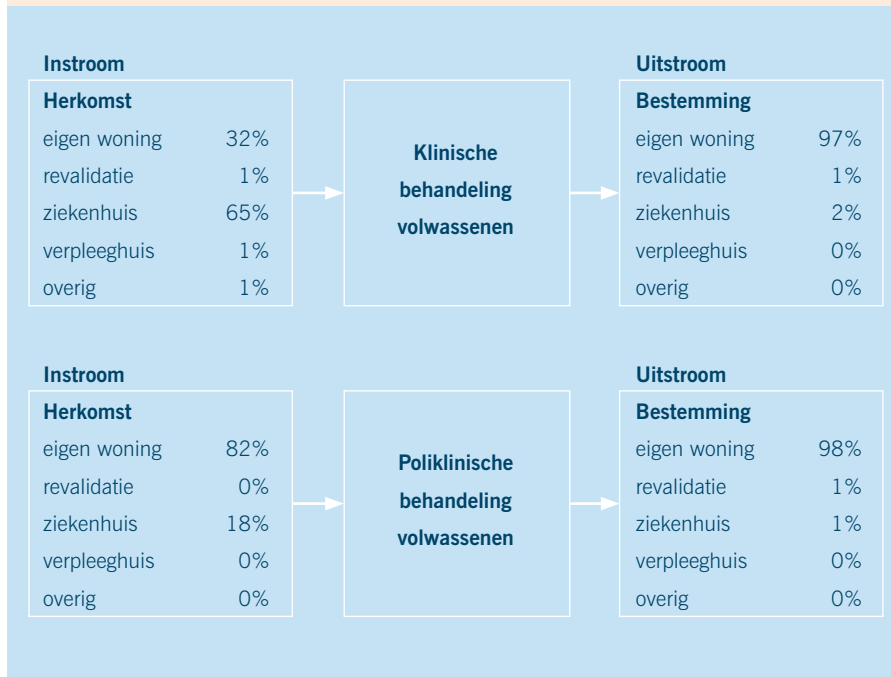 Instroom
Herkomst
eigen woning 32%
revalidatie 1%
ziekenhuis 65%
verpleeghuis 1%
overig 1%
Klinische
behandeling
volwassenen
Uitstroom
Bestemming
eigen woning 97%
revalidatie 1%
ziekenhuis 2%
verpleeghuis 0%
overig 0%
Instroom
Herkomst
eigen woning 82%
revalidatie 0%
ziekenhuis 18%
verpleeghuis 0%
overig 0%
Poliklinische
behandeling
volwassenen
Uitstroom
Bestemming
eigen woning 98%
revalidatie 1%
ziekenhuis 1%
verpleeghuis 0%
overig 0%